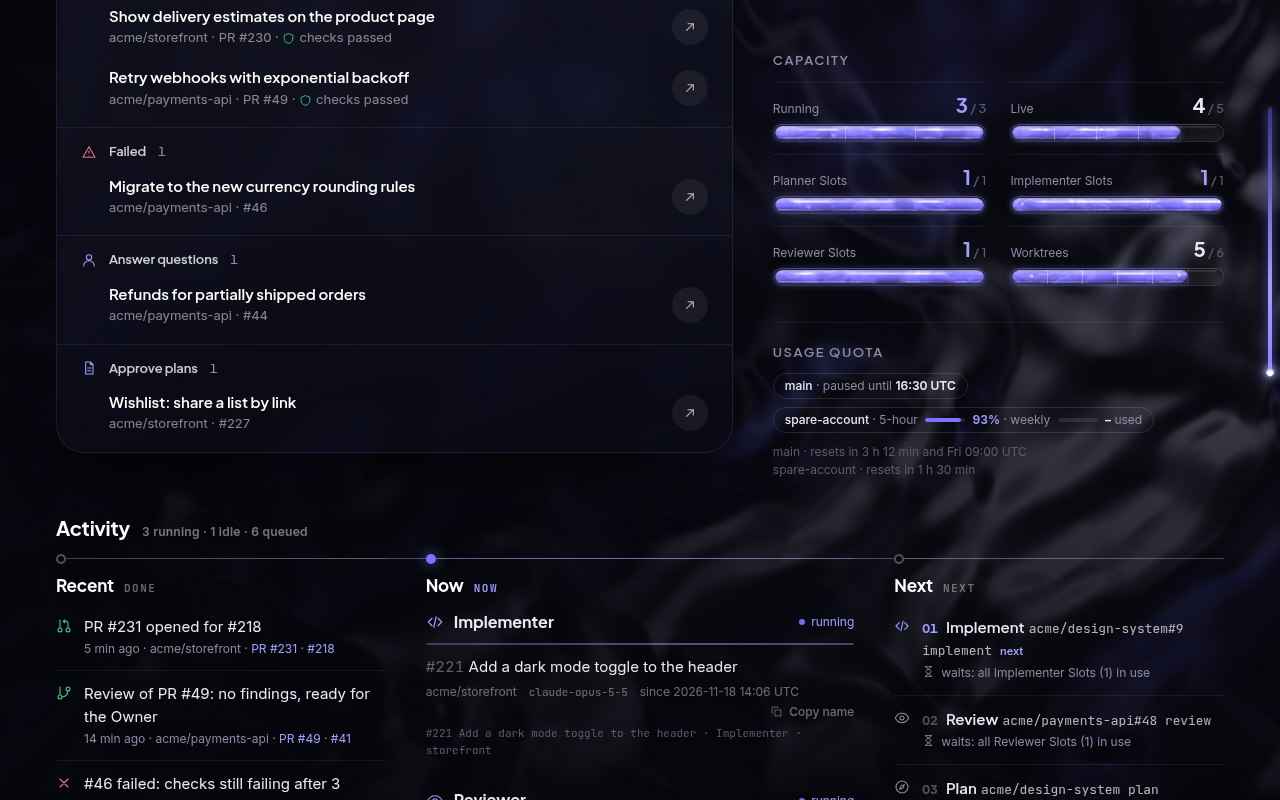 Show delivery estimates on the product page
acme/storefront · PR #230 · checks passed
Retry webhooks with exponential backoff
acme/payments-api · PR #49 · checks passed
Failed 1
Migrate to the new currency rounding rules
acme/payments-api · #46
Answer questions 1
Refunds for partially shipped orders
acme/payments-api · #44
Approve plans 1
Wishlist: share a list by link
acme/storefront · #227
CAPACITY
Running 3 / 3
Live 4 / 5
Planner Slots 1 / 1
Implementer Slots 1 / 1
Reviewer Slots 1 / 1
Worktrees 5 / 6
USAGE QUOTA
main · paused until 16:30 UTC
spare-account · 5-hour 93% · weekly – used
main · resets in 3 h 12 min and Fri 09:00 UTC
spare-account · resets in 1 h 30 min
Activity 3 running · 1 idle · 6 queued
Recent DONE
PR #231 opened for #218
5 min ago · acme/storefront · PR #231 · #218
Review of PR #49: no findings, ready for
the Owner
14 min ago · acme/payments-api · PR #49 · #41
#46 failed: checks still failing after 3
Now NOW
Implementer running
#221 Add a dark mode toggle to the header
acme/storefront claude-opus-5-5 since 2026-11-18 14:06 UTC
Copy name
#221 Add a dark mode toggle to the header · Implementer ·
storefront
Reviewer running
Next NEXT
01 Implement acme/design-system#9
implement next
waits: all Implementer Slots (1) in use
02 Review acme/payments-api#48 review
waits: all Reviewer Slots (1) in use
03 Plan acme/design-system plan